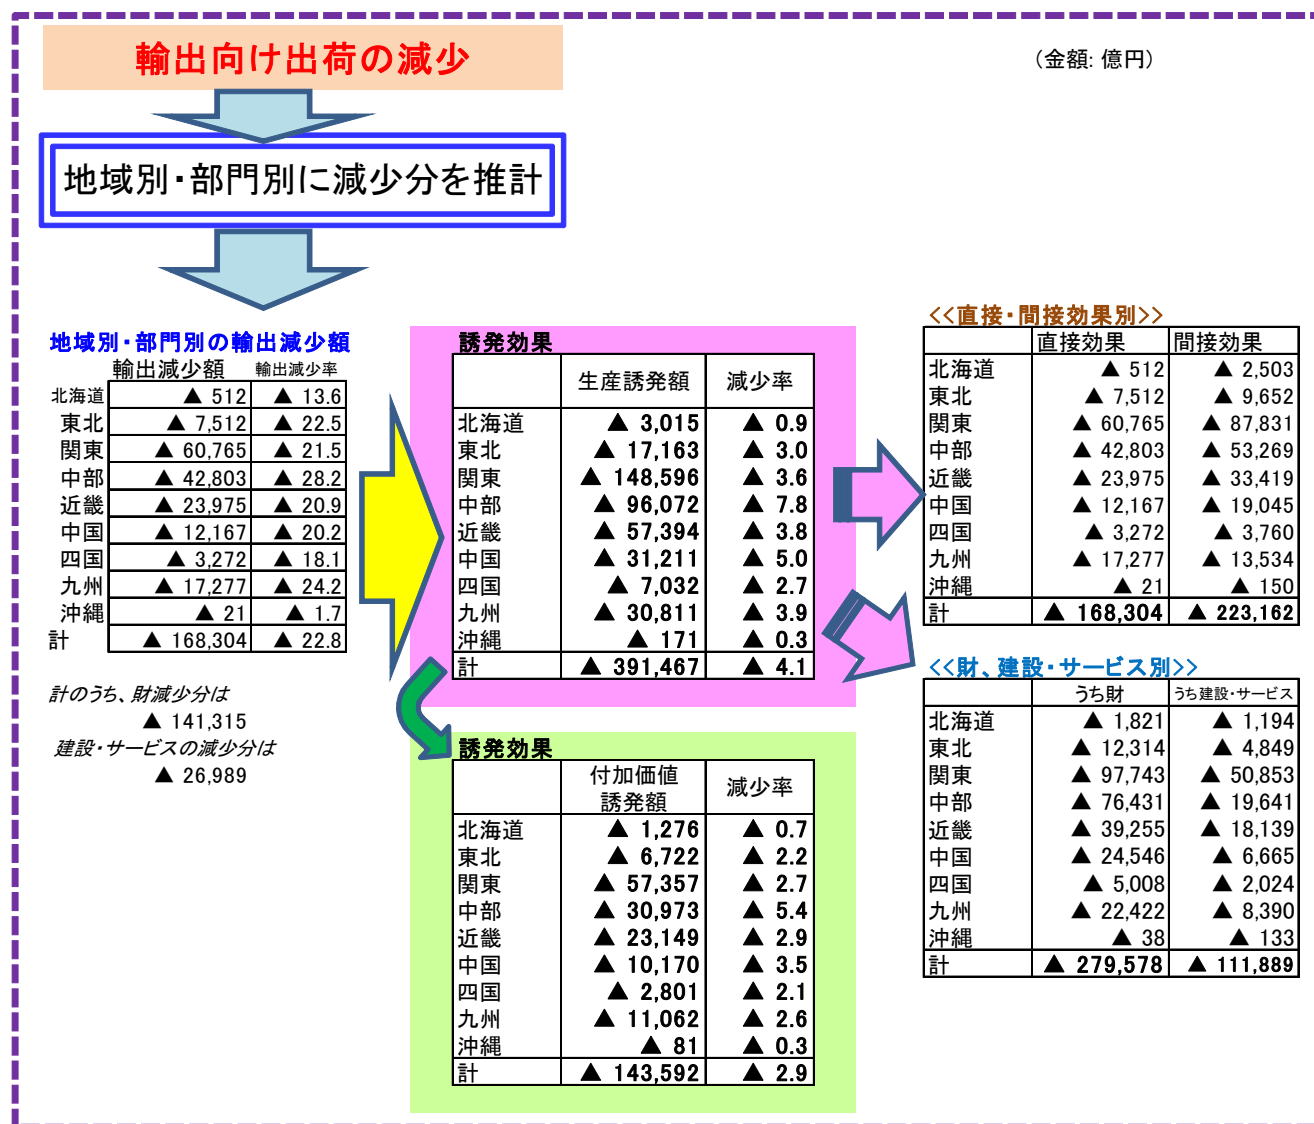 輸出向け出荷の減少
（金額: 億円）
地域別・部門別に減少分を推計
地域別・部門別の輸出減少額
輸出減少額 輸出減少率
北海道 ▲ 512 ▲ 13.6
東北 ▲ 7,512 ▲ 22.5
関東 ▲ 60,765 ▲ 21.5
中部 ▲ 42,803 ▲ 28.2
近畿 ▲ 23,975 ▲ 20.9
中国 ▲ 12,167 ▲ 20.2
四国 ▲ 3,272 ▲ 18.1
九州 ▲ 17,277 ▲ 24.2
沖縄 ▲ 21 ▲ 1.7
計 ▲ 168,304 ▲ 22.8
計のうち、財減少分は
▲ 141,315
建設・サービスの減少分は
▲ 26,989
誘発効果
生産誘発額 減少率
北海道 ▲ 3,015 ▲ 0.9
東北 ▲ 17,163 ▲ 3.0
関東 ▲ 148,596 ▲ 3.6
中部 ▲ 96,072 ▲ 7.8
近畿 ▲ 57,394 ▲ 3.8
中国 ▲ 31,211 ▲ 5.0
四国 ▲ 7,032 ▲ 2.7
九州 ▲ 30,811 ▲ 3.9
沖縄 ▲ 171 ▲ 0.3
計 ▲ 391,467 ▲ 4.1
誘発効果
付加価値
誘発額 減少率
北海道 ▲ 1,276 ▲ 0.7
東北 ▲ 6,722 ▲ 2.2
関東 ▲ 57,357 ▲ 2.7
中部 ▲ 30,973 ▲ 5.4
近畿 ▲ 23,149 ▲ 2.9
中国 ▲ 10,170 ▲ 3.5
四国 ▲ 2,801 ▲ 2.1
九州 ▲ 11,062 ▲ 2.6
沖縄 ▲ 81 ▲ 0.3
計 ▲ 143,592 ▲ 2.9
<<直接・間接効果別>>
直接効果 間接効果
北海道 ▲ 512 ▲ 2,503
東北 ▲ 7,512 ▲ 9,652
関東 ▲ 60,765 ▲ 87,831
中部 ▲ 42,803 ▲ 53,269
近畿 ▲ 23,975 ▲ 33,419
中国 ▲ 12,167 ▲ 19,045
四国 ▲ 3,272 ▲ 3,760
九州 ▲ 17,277 ▲ 13,534
沖縄 ▲ 21 ▲ 150
計 ▲ 168,304 ▲ 223,162
<<財、建設・サービス別>>
うち財 うち建設・サービス
北海道 ▲ 1,821 ▲ 1,194
東北 ▲ 12,314 ▲ 4,849
関東 ▲ 97,743 ▲ 50,853
中部 ▲ 76,431 ▲ 19,641
近畿 ▲ 39,255 ▲ 18,139
中国 ▲ 24,546 ▲ 6,665
四国 ▲ 5,008 ▲ 2,024
九州 ▲ 22,422 ▲ 8,390
沖縄 ▲ 38 ▲ 133
計 ▲ 279,578 ▲ 111,889